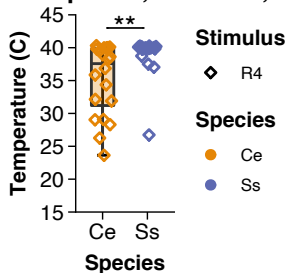 45
40
35
30
25
20
15
Temperature (C)
**
Ce Ss
Species
Stimulus
R4
Species
Ce
Ss